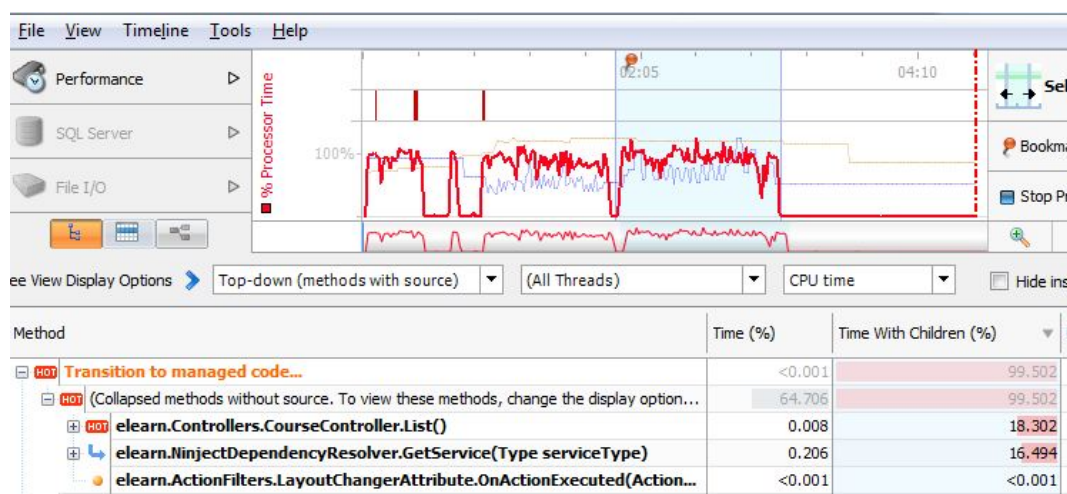 File View Timeline Tools Help
Performance
SQL Server
File I/O
% Processor Time
100%
02:05
04:10
Sel
Bookma
Stop Pr
ee View Display Options Top-down (methods with source) (All Threads) CPU time Hide ins
Method Time (%) Time With Children (%)
HOT Transition to managed code... <0.001 99.502
HOT (Collapsed methods without source. To view these methods, change the display option... 64.706 99.502
HOT elearn.Controllers.CourseController.List() 0.008 18.302
elearn.NinjectDependencyResolver.GetService(Type serviceType) 0.206 16.494
elearn.ActionFilters.LayoutChangerAttribute.OnActionExecuted(Action... <0.001 <0.001